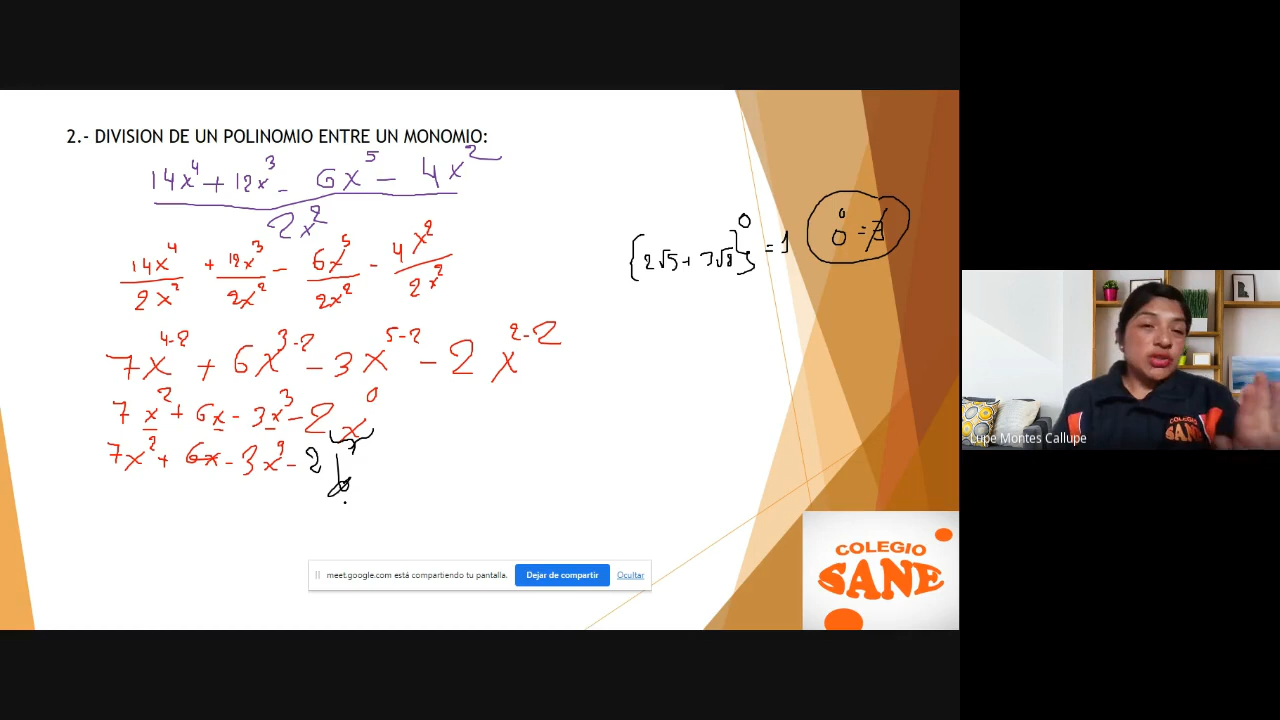 2.- DIVISION DE UN POLINOMIO ENTRE UN MONOMIO:
14x⁴ + 12x³ - 6x⁵ - 4x²
2x²
14x⁴ + 12x³ - 6x⁵ - 4x²
2x² 2x² 2x² 2x²
7x⁴⁻² + 6x³⁻² - 3x⁵⁻² - 2x²⁻²
7x² + 6x - 3x³ - 2x⁰
7x² + 6x - 3x³ - 2
{2√5 + 3√8}⁰ = 1
0⁰ = ∄
meet.google.com está compartiendo tu pantalla.
Dejar de compartir
Ocultar
COLEGIO
SANE
COLEGIO
SANE
Lupe Montes Callupe